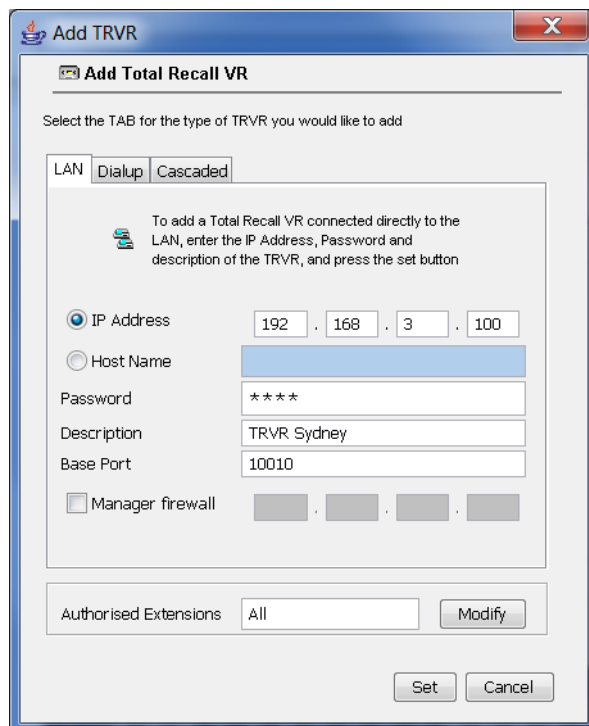 Add TRVR
X
Add Total Recall VR
Select the TAB for the type of TRVR you would like to add
LAN Dialup Cascaded
To add a Total Recall VR connected directly to the
LAN, enter the IP Address, Password and
description of the TRVR, and press the set button
IP Address 192 . 168 . 3 . 100
Host Name
Password ****
Description TRVR Sydney
Base Port 10010
Manager firewall . . .
Authorised Extensions All Modify
Set Cancel